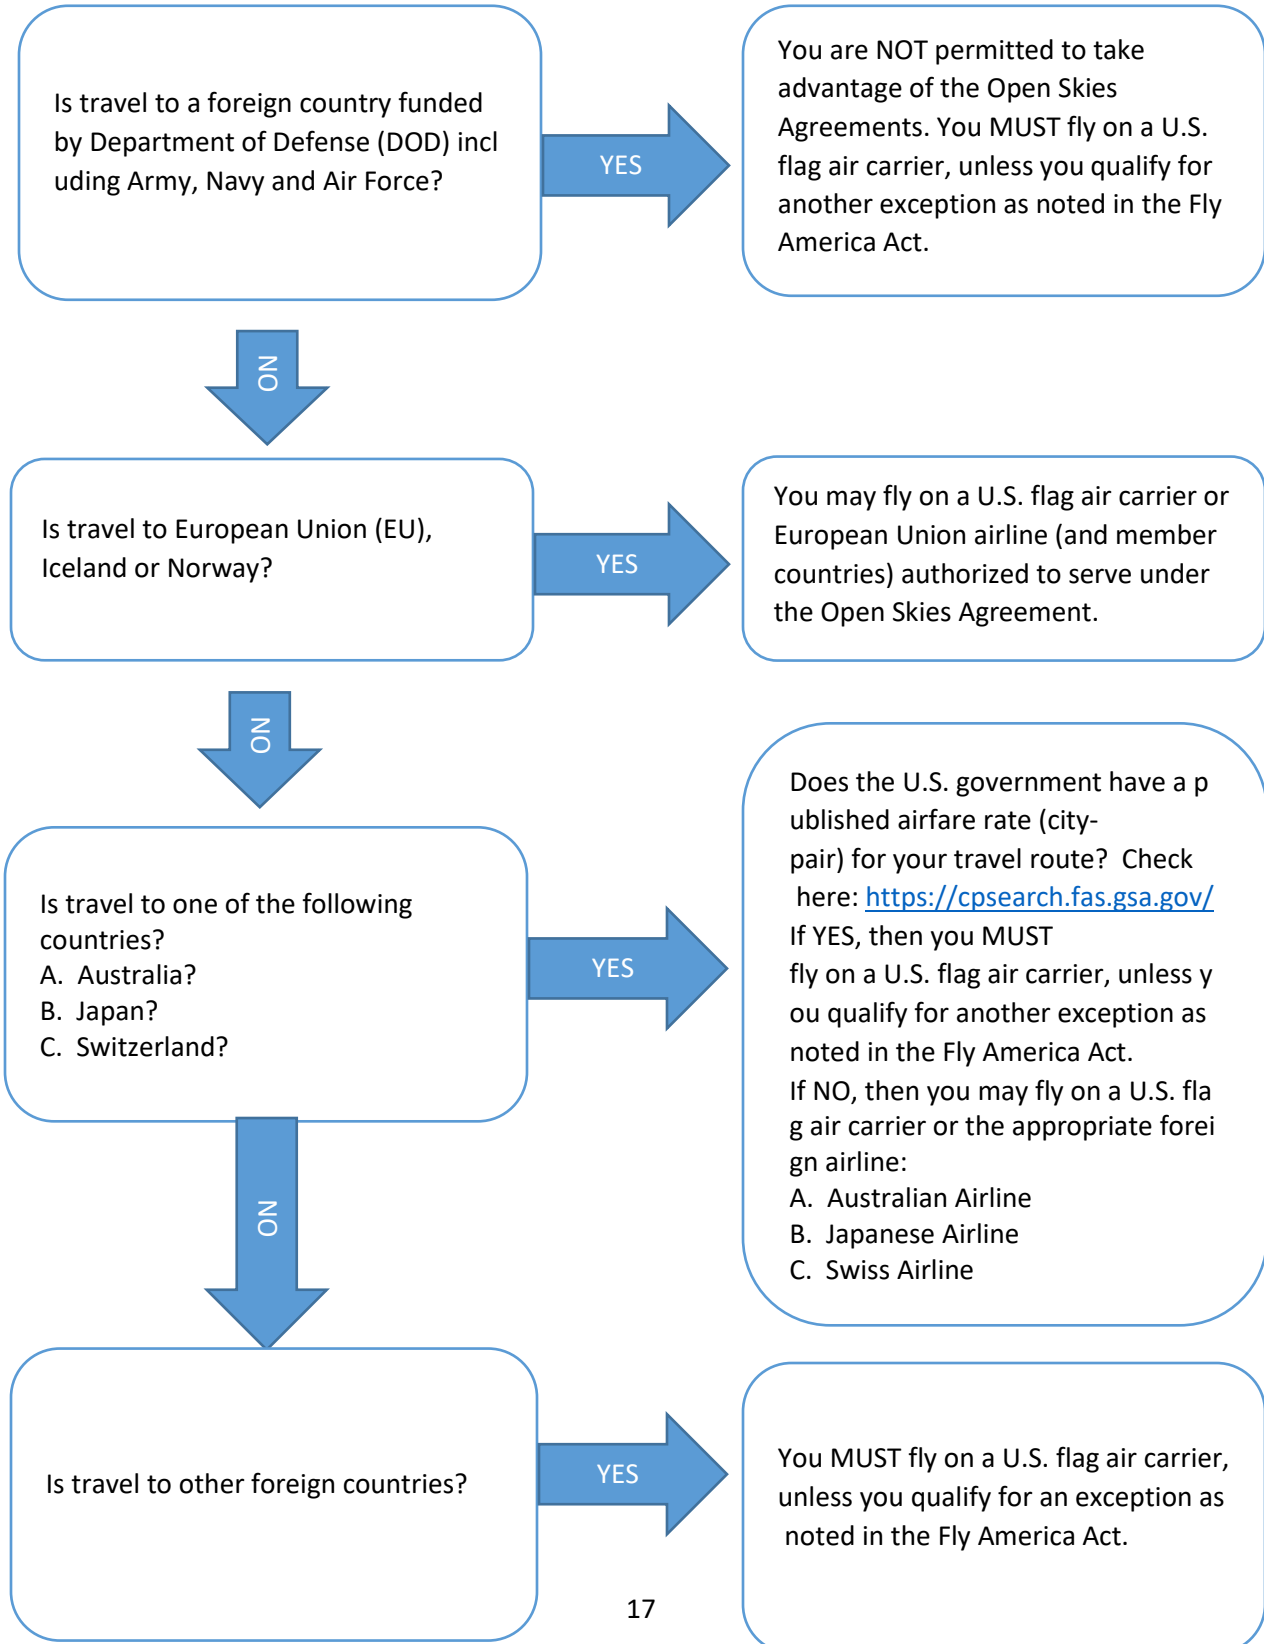 Is travel to a foreign country funded
by Department of Defense (DOD) incl
uding Army, Navy and Air Force?
YES
You are NOT permitted to take
advantage of the Open Skies
Agreements. You MUST fly on a U.S.
flag air carrier, unless you qualify for
another exception as noted in the Fly
America Act.
NO
Is travel to European Union (EU),
Iceland or Norway?
YES
You may fly on a U.S. flag air carrier or
European Union airline (and member
countries) authorized to serve under
the Open Skies Agreement.
NO
Is travel to one of the following
countries?
A. Australia?
B. Japan?
C. Switzerland?
YES
Does the U.S. government have a p
ublished airfare rate (city-
pair) for your travel route? Check
here: https://cpsearch.fas.gsa.gov/
If YES, then you MUST
fly on a U.S. flag air carrier, unless y
ou qualify for another exception as
noted in the Fly America Act.
If NO, then you may fly on a U.S. fla
g air carrier or the appropriate forei
gn airline:
A. Australian Airline
B. Japanese Airline
C. Swiss Airline
NO
Is travel to other foreign countries?
YES
You MUST fly on a U.S. flag air carrier,
unless you qualify for an exception as
noted in the Fly America Act.
17